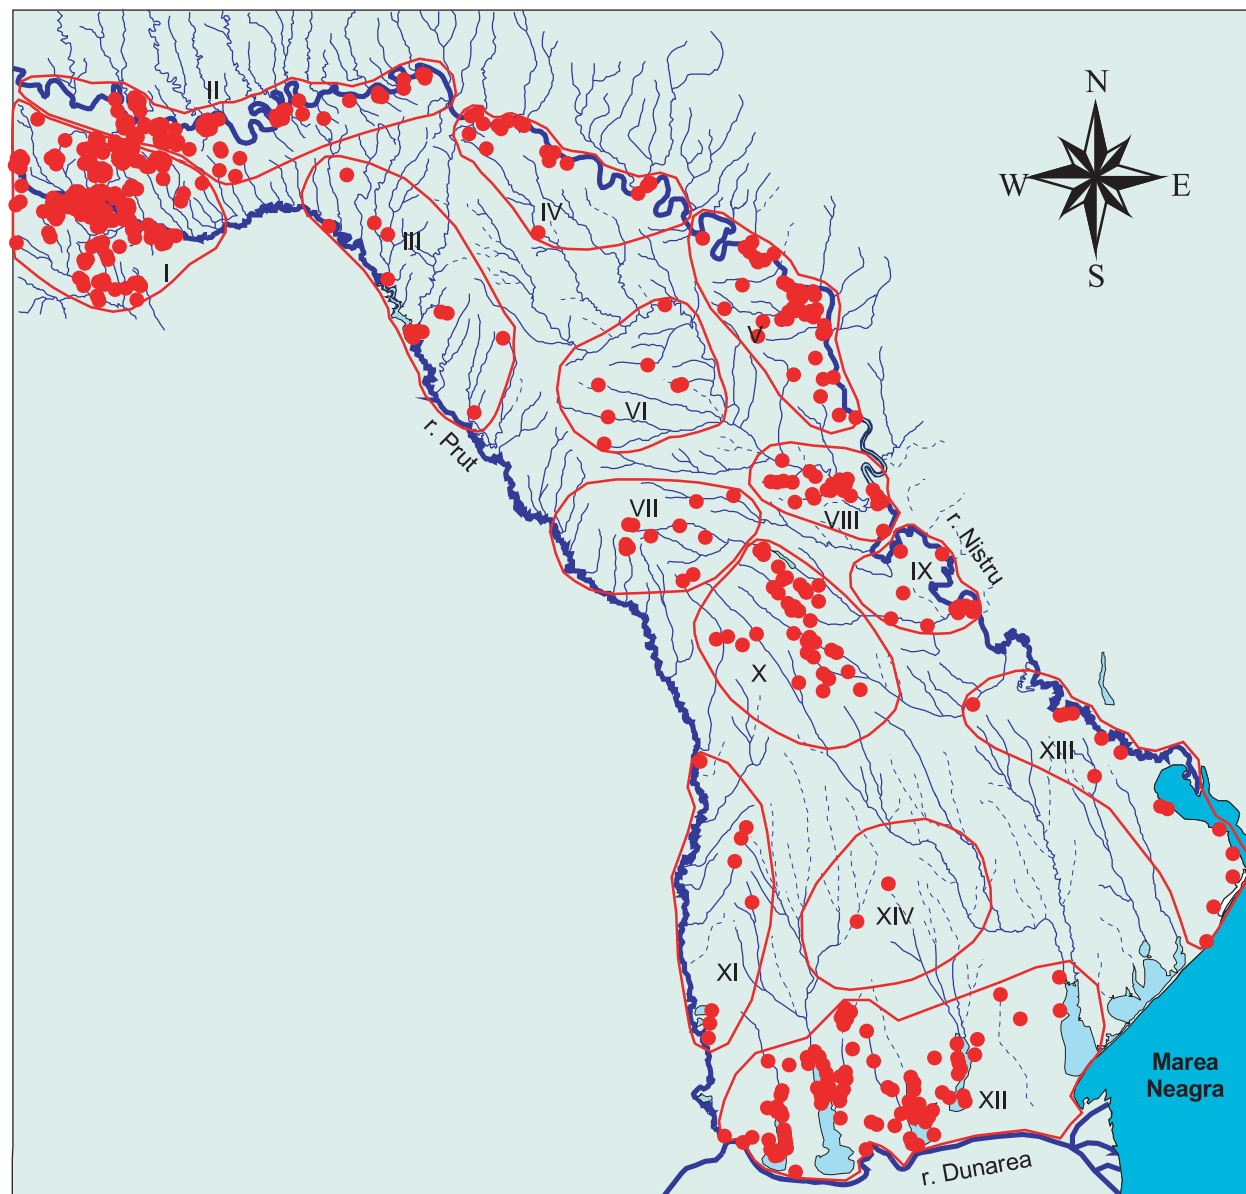 N
W E
S
II
I
III
IV
V
VI
r. Prut
VII
VIII
r. Nistru
IX
X
XIII
XIV
XI
XII
Marea
Neagra
r. Dunarea